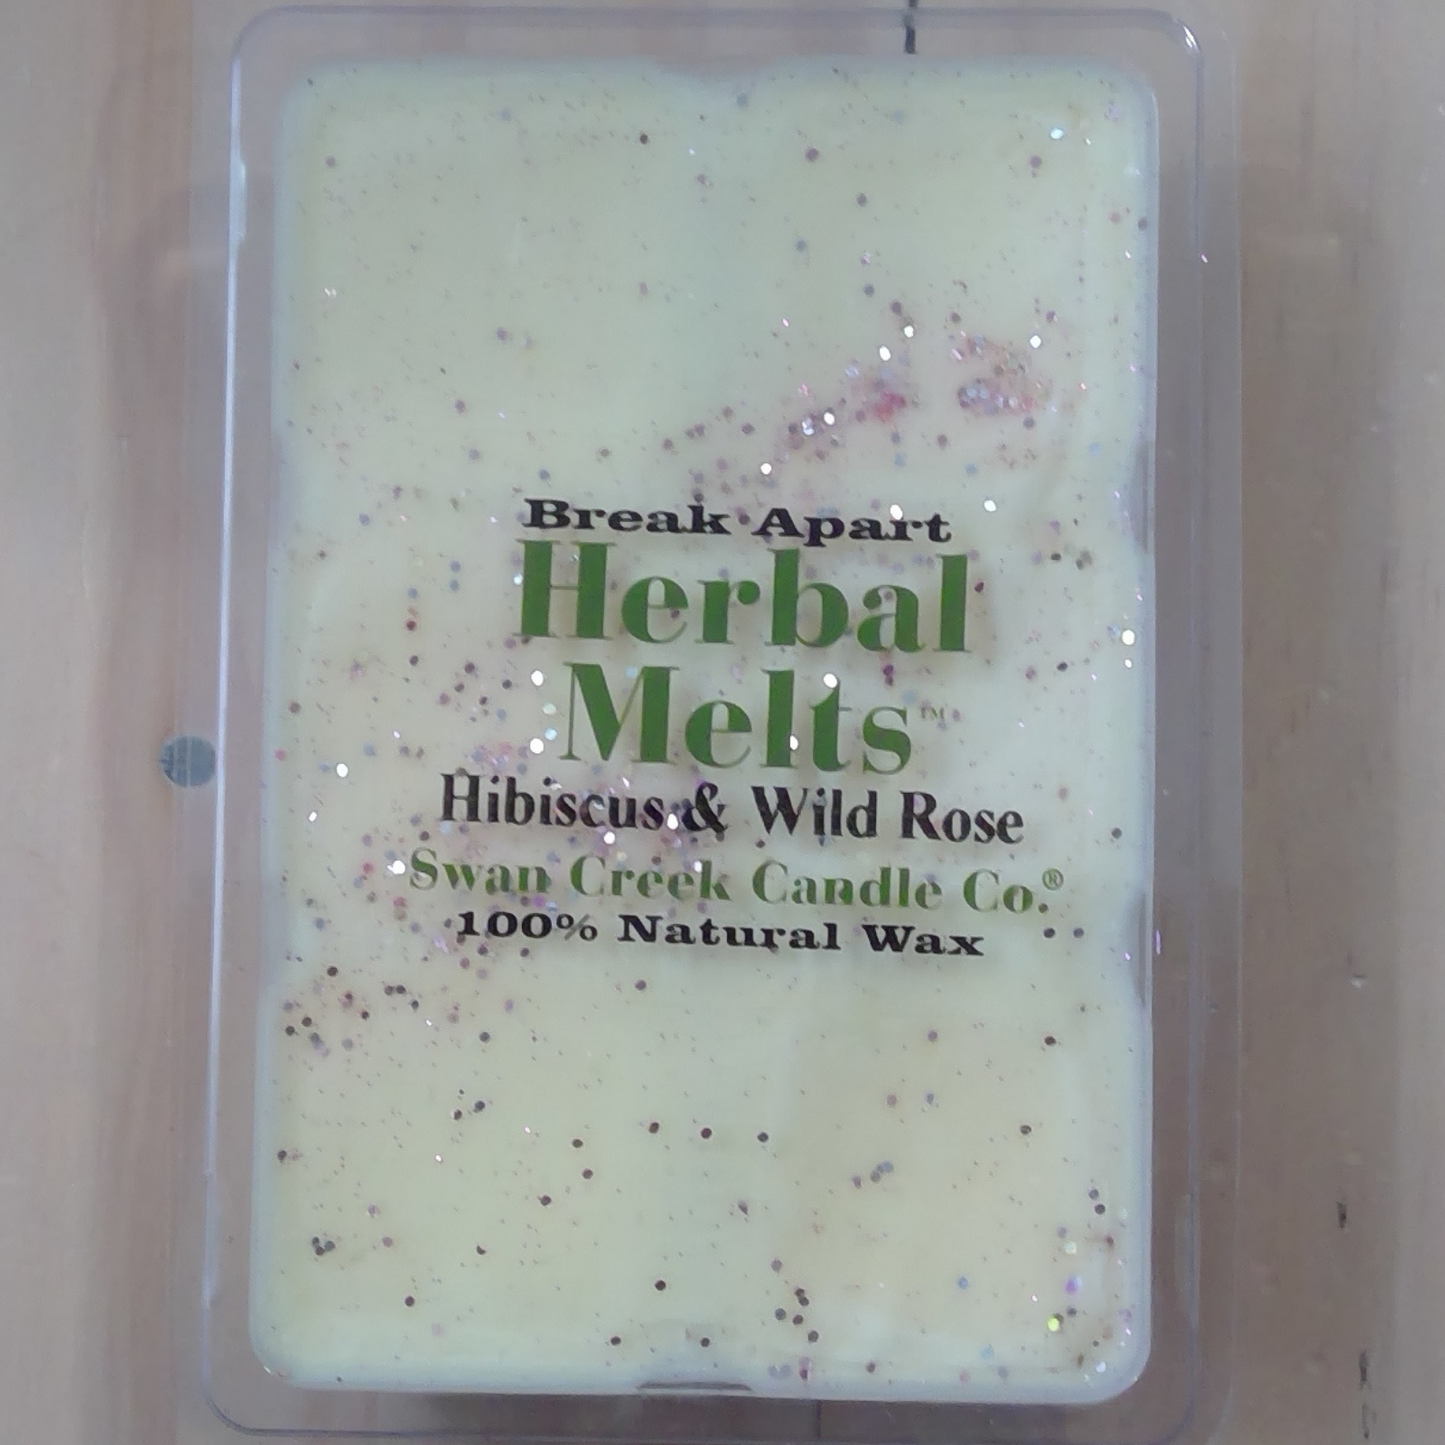 Break Apart
Herbal
Melts™
Hibiscus & Wild Rose
Swan Creek Candle Co.®
100% Natural Wax